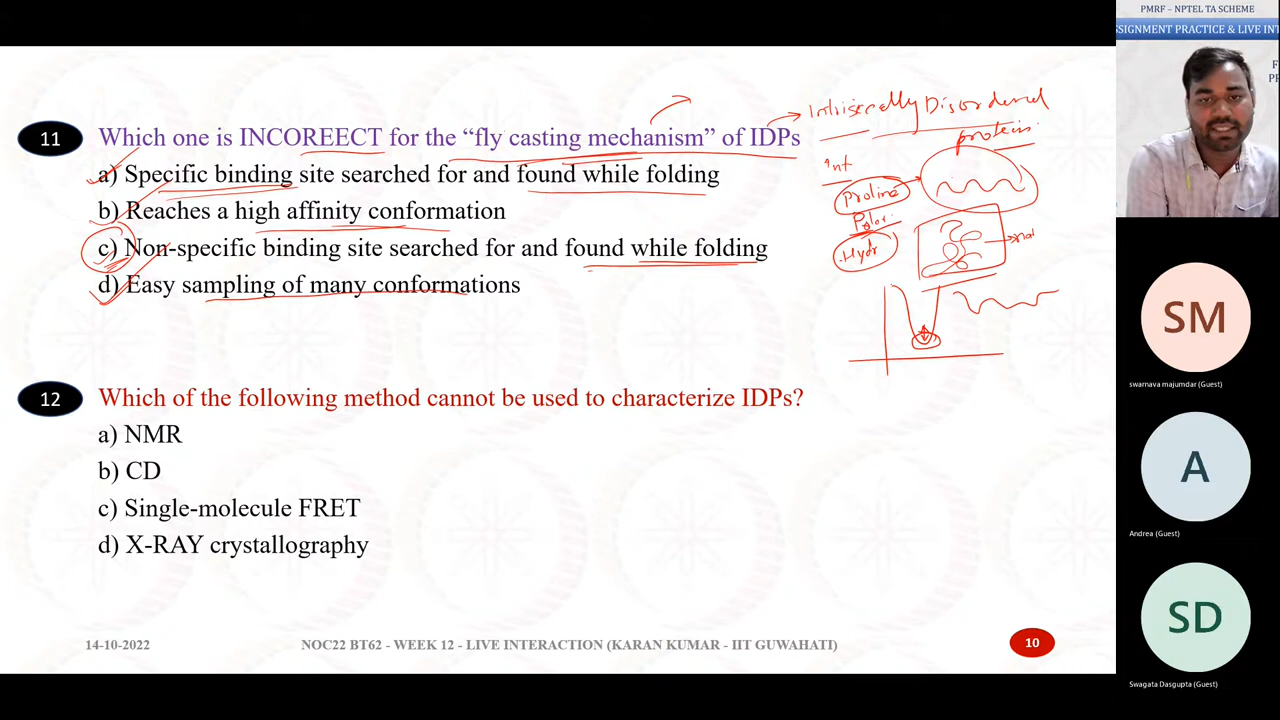 PMRF – NPTEL TA SCHEME
SSIGNMENT PRACTICE & LIVE INT
F
PR
11
Which one is INCOREECT for the “fly casting mechanism” of IDPs
a) Specific binding site searched for and found while folding
b) Reaches a high affinity conformation
c) Non-specific binding site searched for and found while folding
d) Easy sampling of many conformations
Disordered
protein
Proline
Polar
Hydr
12
Which of the following method cannot be used to characterize IDPs?
a) NMR
b) CD
c) Single-molecule FRET
d) X-RAY crystallography
14-10-2022
NOC22 BT62 - WEEK 12 - LIVE INTERACTION (KARAN KUMAR - IIT GUWAHATI)
10
SM
swarnava majumdar (Guest)
A
Andrea (Guest)
SD
Swagata Dasgupta (Guest)